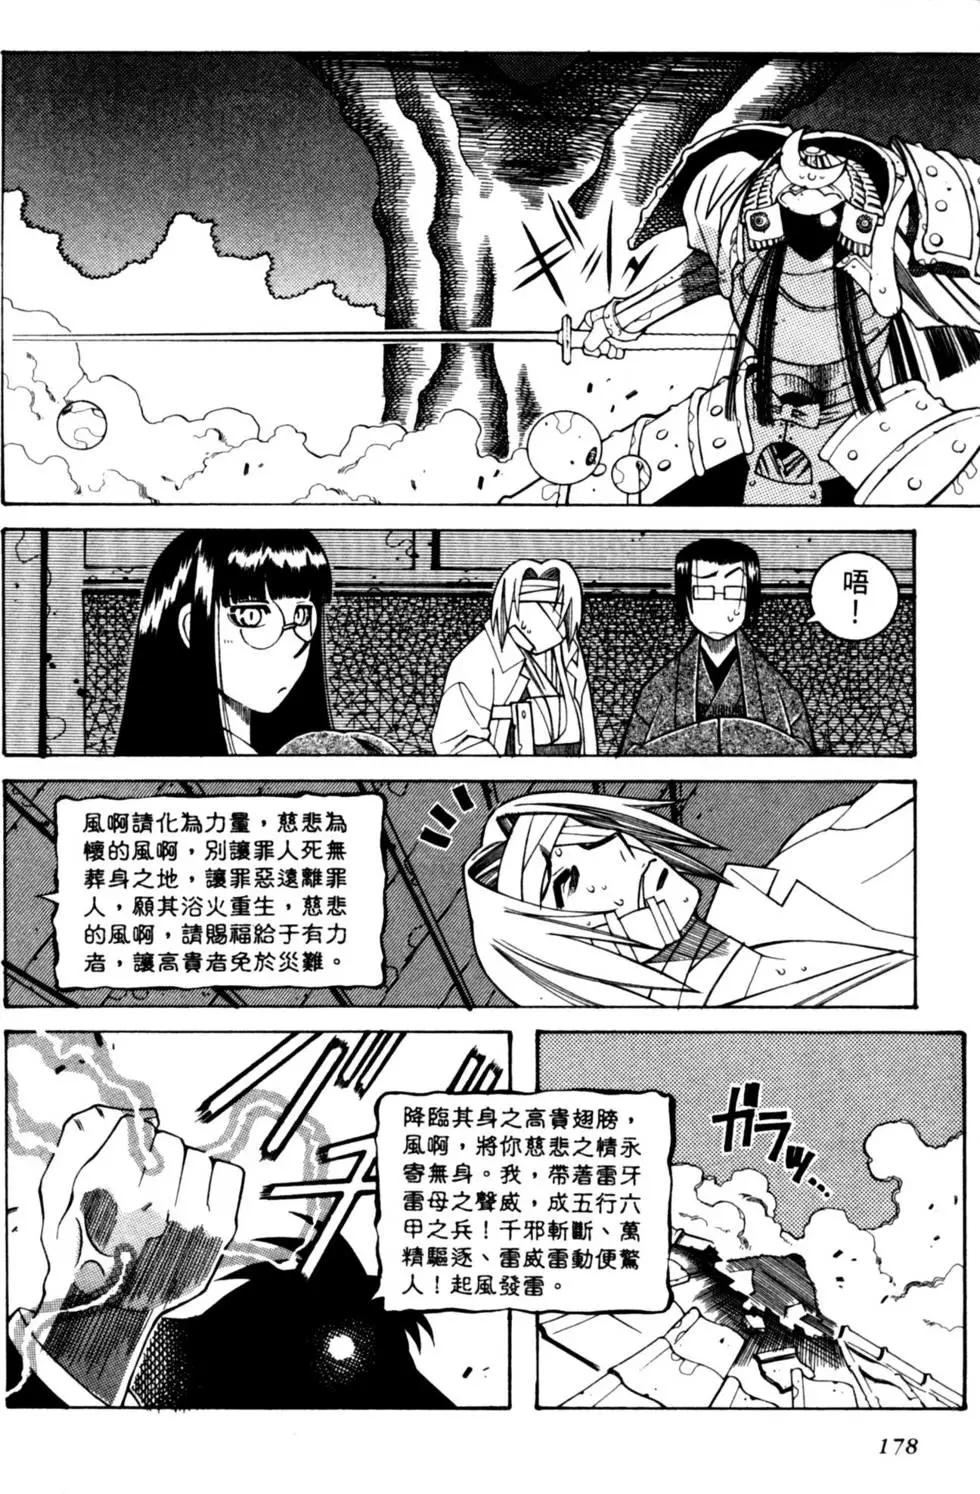 唔！
風啊請化為力量，慈悲為
懷的風啊，別讓罪人死無
葬身之地，讓罪惡遠離罪
人，願其浴火重生，慈悲
的風啊，請賜福給于有力
者，讓高貴者免於災難。
ガラッ…
降臨其身之高貴翅膀，
風啊，將你慈悲之情永
寄無身。我，帶着雷牙
雷母之聲威，成五行六
甲之兵！千邪斬斷、萬
精驅逐、雷威雷動便驚
人！起風發雷。
178